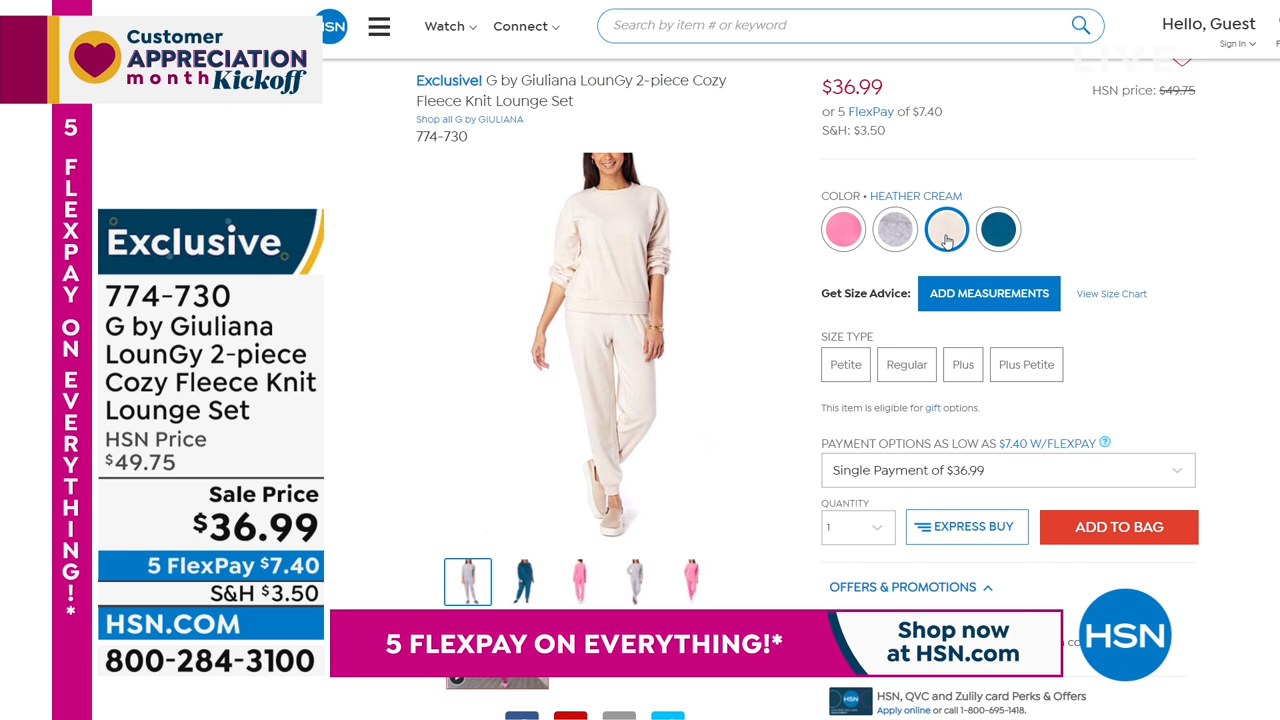 Customer
APPRECIATION
month Kickoff
5 FLEXPAY ON EVERYTHING!*
Exclusive
774-730
G by Giuliana
LounGy 2-piece
Cozy Fleece Knit
Lounge Set
HSN Price
$49.75
Sale Price
$36.99
5 FlexPay $7.40
S&H $3.50
HSN.COM
800-284-3100
HSN
Watch
Connect
Search by item # or keyword
Hello, Guest
Sign In
LIVE
Exclusive! G by Giuliana LounGy 2-piece Cozy
Fleece Knit Lounge Set
Shop all G by GIULIANA
774-730
$36.99
HSN price: $49.75
or 5 FlexPay of $7.40
S&H: $3.50
COLOR • HEATHER CREAM
Get Size Advice: ADD MEASUREMENTS View Size Chart
SIZE TYPE
Petite Regular Plus Plus Petite
This item is eligible for gift options.
PAYMENT OPTIONS AS LOW AS $7.40 W/FLEXPAY ?
Single Payment of $36.99
QUANTITY
1
EXPRESS BUY
ADD TO BAG
OFFERS & PROMOTIONS
5 FLEXPAY ON EVERYTHING!*
Shop now
at HSN.com
HSN
HSN
HSN, QVC and Zulily card Perks & Offers
Apply online or call 1-800-695-1418.